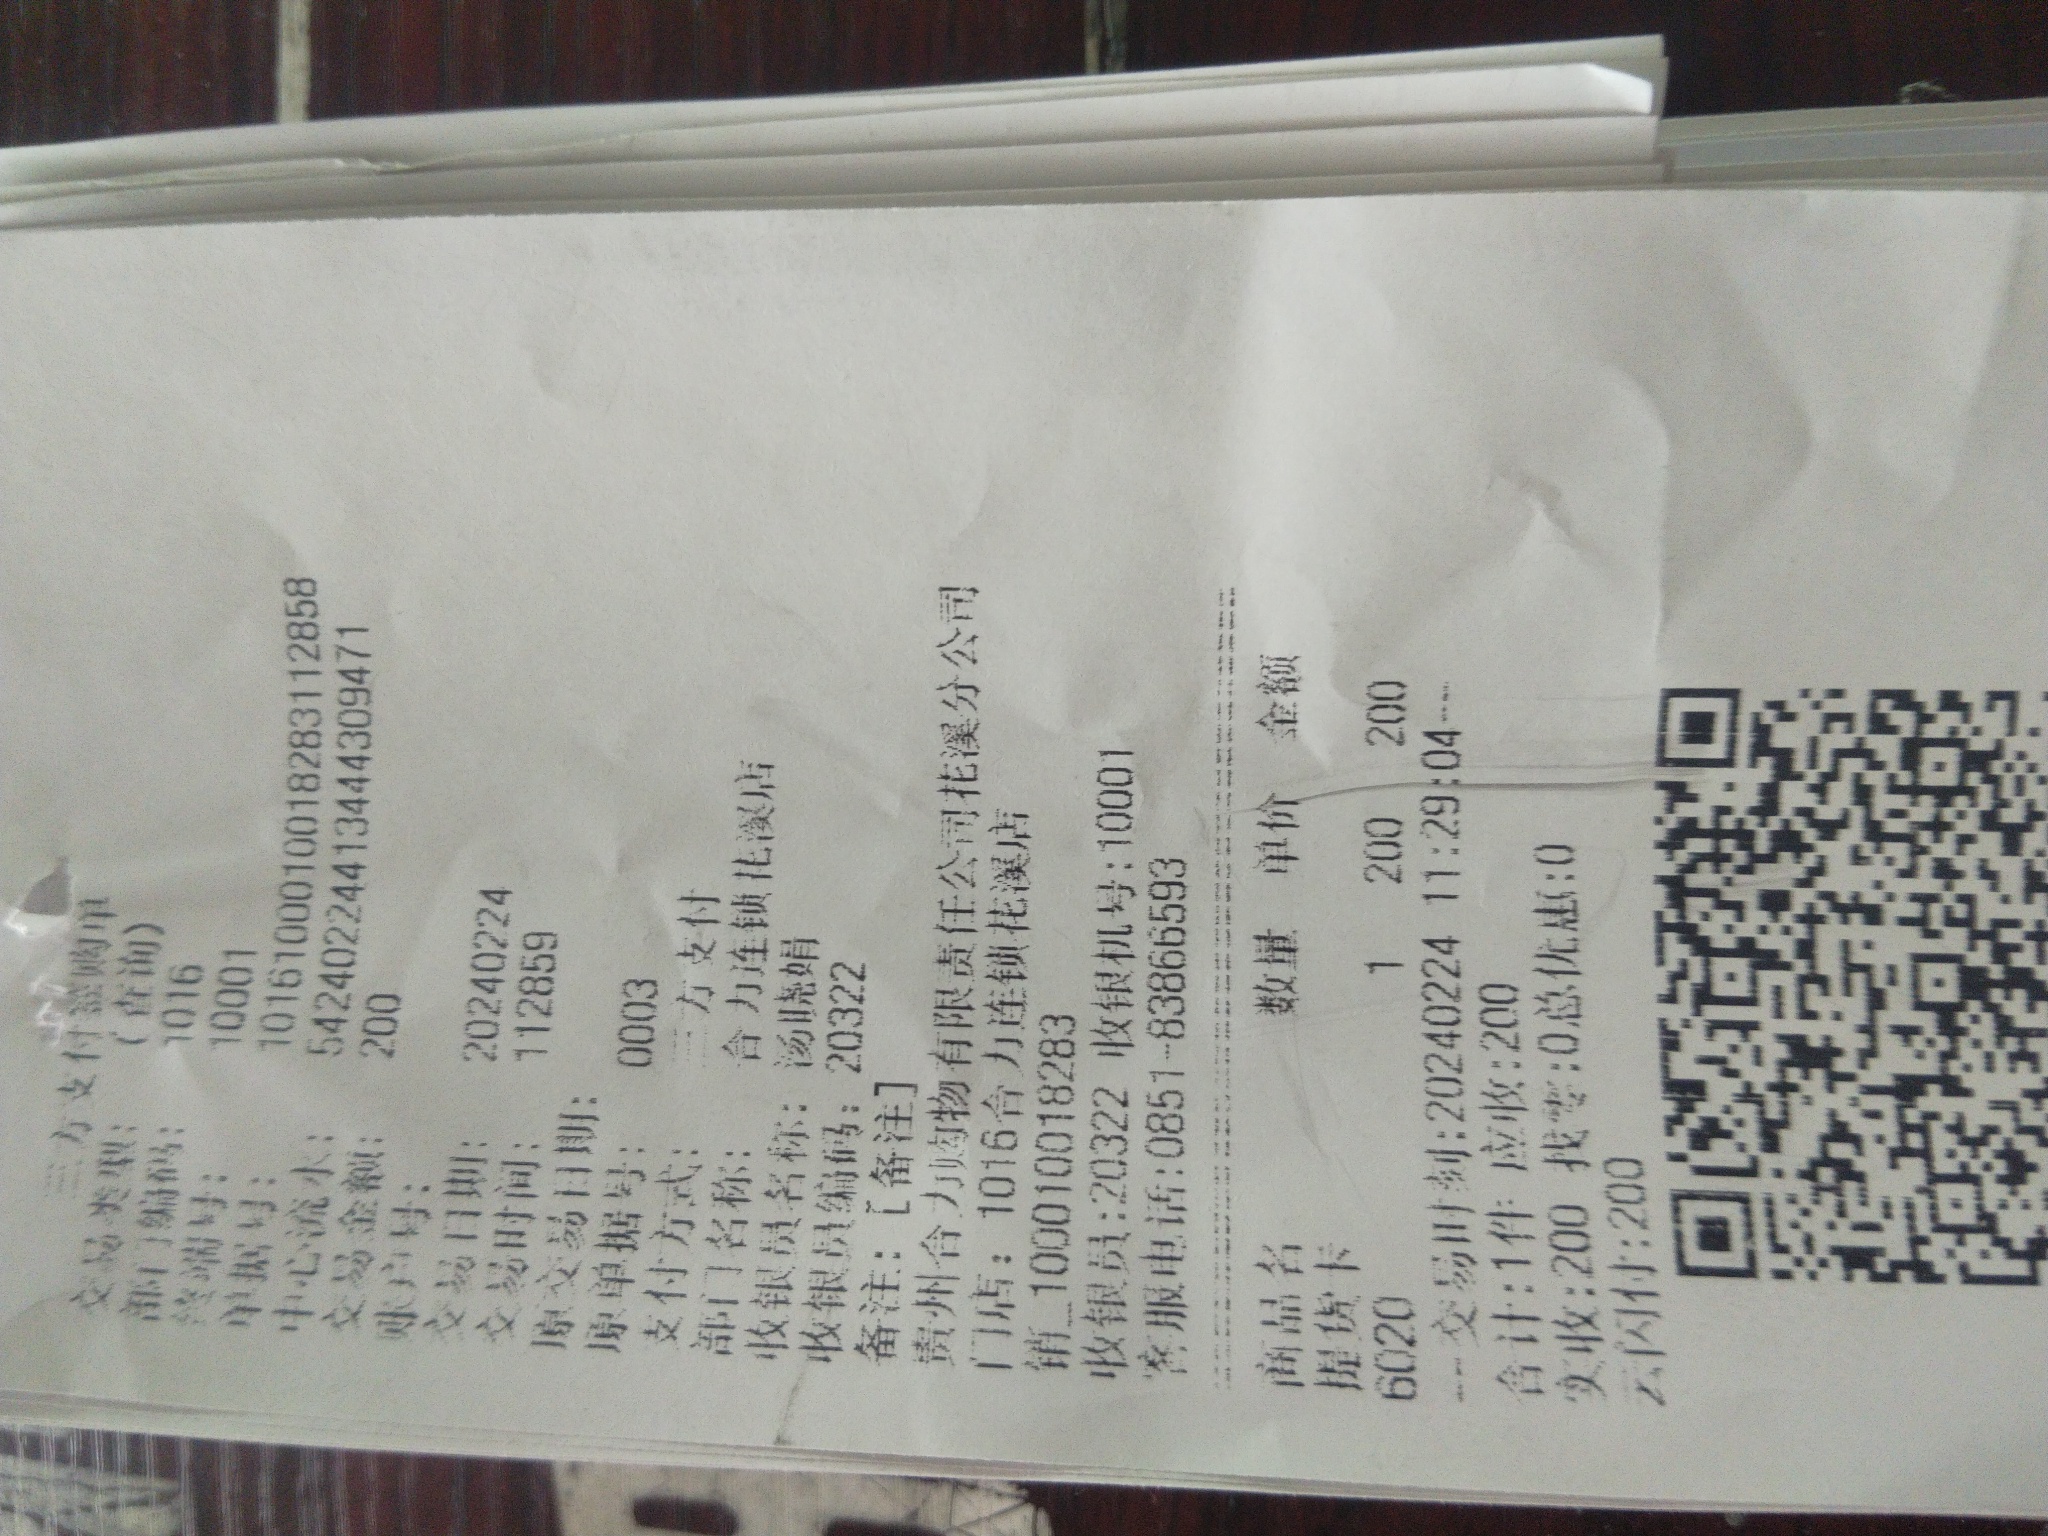 三方支付签购单
交易类型: (查询)
部门编码: 1016
终端号: 10001
单据号: 1016100010018283112858
中心流水: 542402244134443094​71
交易金额: 200
账户号:
交易日期: 20240224
交易时间: 112859
原交易日期:
原单据号: 0003
支付方式: 三方支付
部门名称: 合力连锁花溪店
收银员名称: 汤晓娟
收银员编码: 20322
备注: [备注]
贵州合力购物有限责任公司花溪分公司
门店: 1016合力连锁花溪店
销_100010018283
收银员:20322 收银机号:10001
客服电话:0851-83866593
商品名 数量 单价 金额
提货卡
6020 1 200 200
---交易时刻:20240224 11:29:04---
合计:1件 应收:200
实收:200 找零:0总优惠:0
云闪付:200